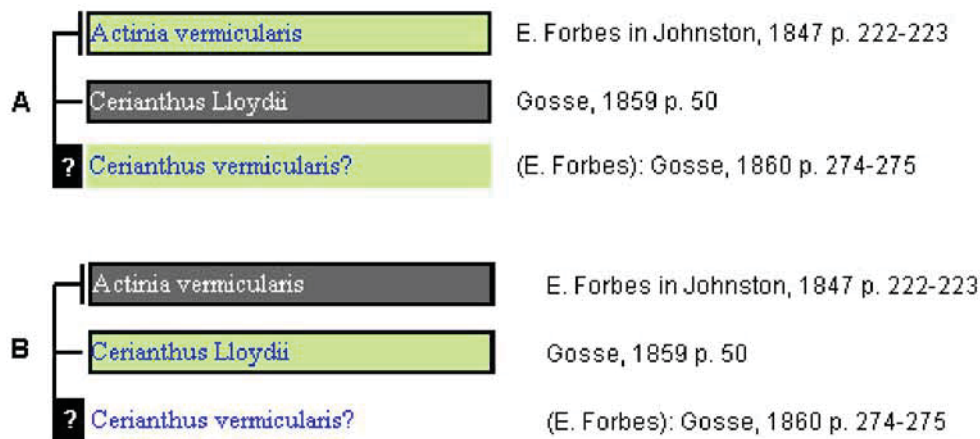 Actinia vermicularis E. Forbes in Johnston, 1847 p. 222-223
A Cerianthus Lloydii Gosse, 1859 p. 50
? Cerianthus vermicularis? (E. Forbes): Gosse, 1860 p. 274-275
Actinia vermicularis E. Forbes in Johnston, 1847 p. 222-223
B Cerianthus Lloydii Gosse, 1859 p. 50
? Cerianthus vermicularis? (E. Forbes): Gosse, 1860 p. 274-275